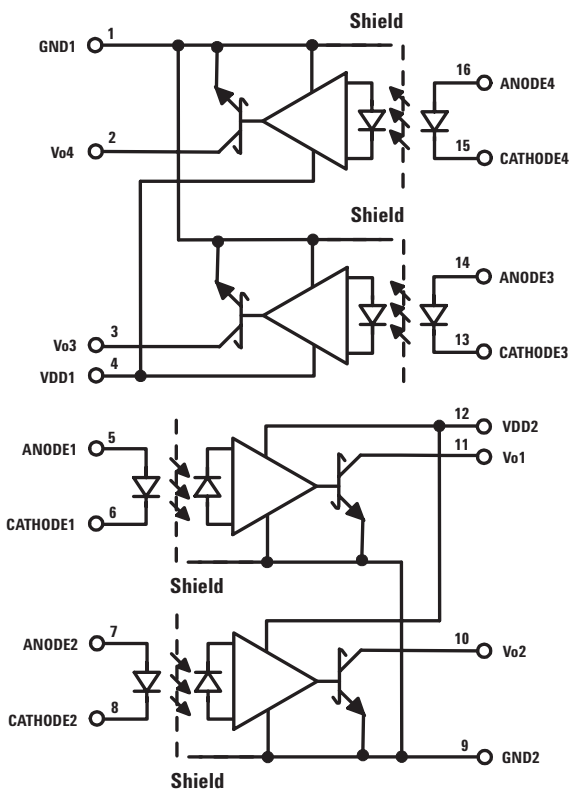 Shield
GND1 1
16 ANODE4
2
Vo4
15 CATHODE4
Shield
14 ANODE3
3
Vo3
13 CATHODE3
4
VDD1
12 VDD2
5 11
ANODE1 Vo1
6
CATHODE1
Shield
7 10
ANODE2 Vo2
8
CATHODE2
9 GND2
Shield